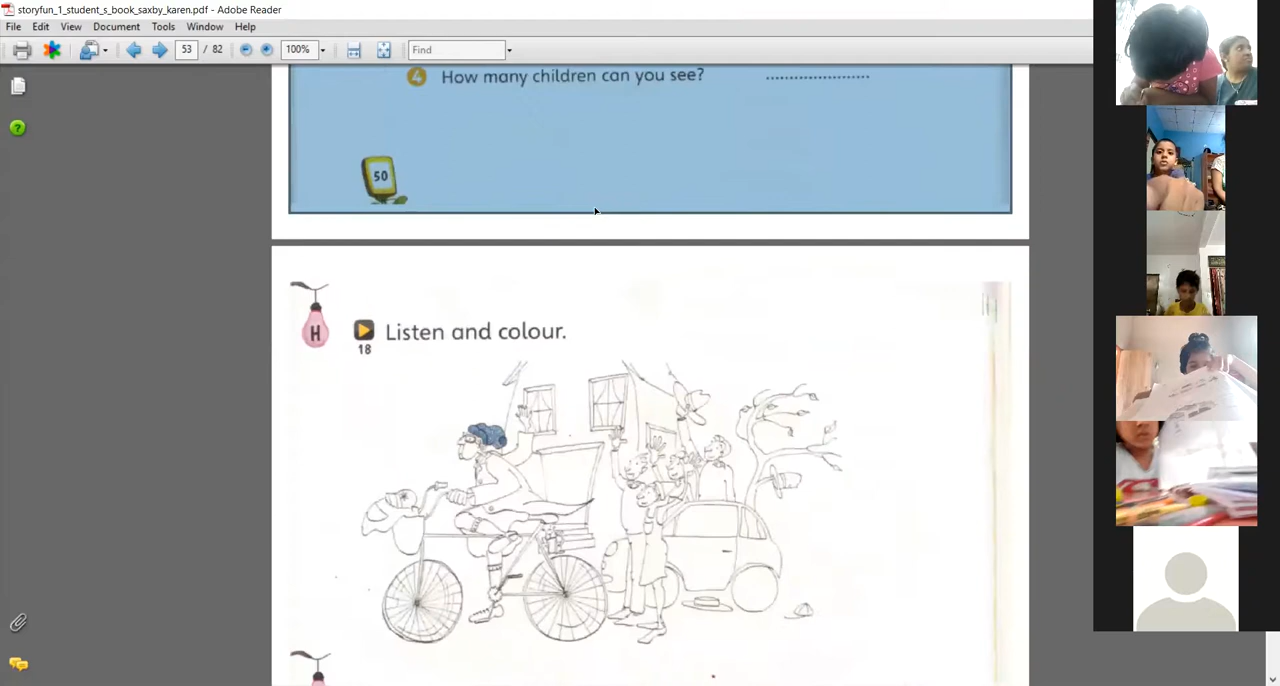 storyfun_1_student_s_book_saxby_karen.pdf - Adobe Reader
File Edit View Document Tools Window Help
53 / 82 100% Find
4 How many children can you see? ......................
50
H Listen and colour.
18